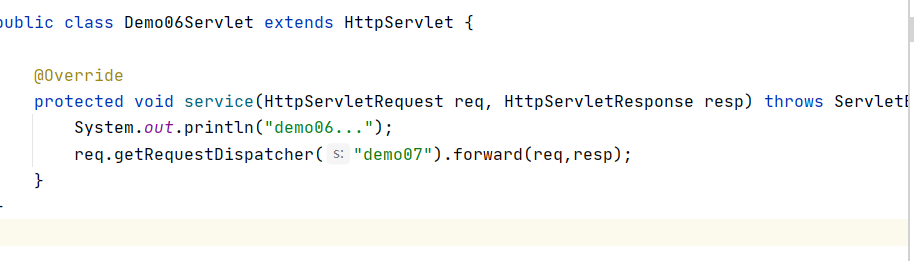 public class Demo06Servlet extends HttpServlet {
@Override
protected void service(HttpServletRequest req, HttpServletResponse resp) throws ServletE
System.out.println("demo06...");
req.getRequestDispatcher( s: "demo07").forward(req,resp);
}